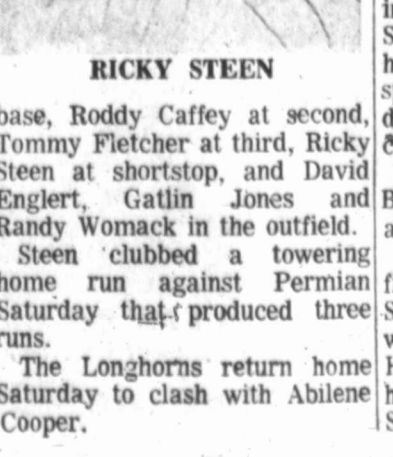 RICKY STEEN
base, Roddy Caffey at second,
Tommy Fletcher at third, Ricky
Steen at shortstop, and David
Englert, Gatlin Jones and
Randy Womack in the outfield.
Steen clubbed a towering
home run against Permian
Saturday that produced three
runs.
The Longhorns return home
Saturday to clash with Abilene
Cooper.